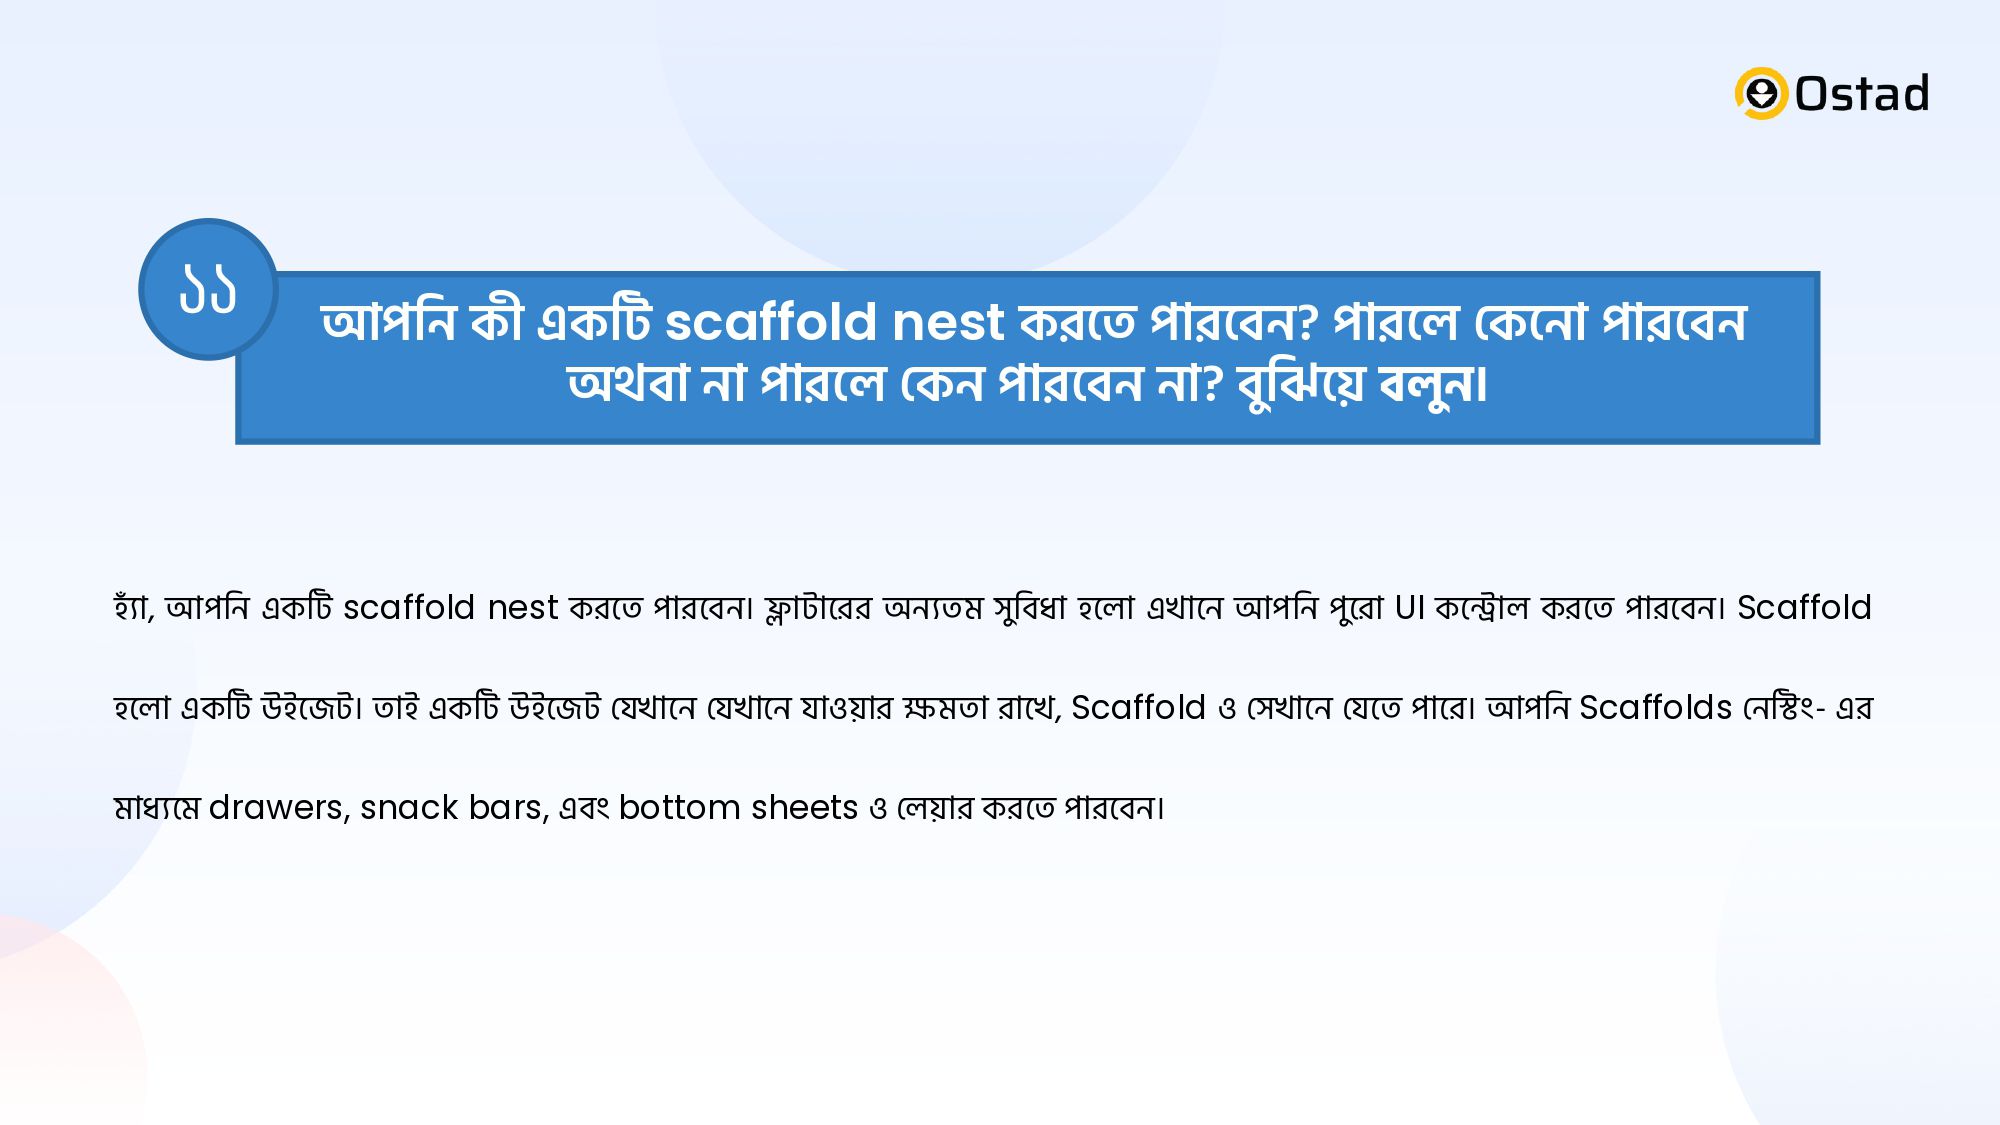 Ostad
১১
আপনি কী একটি scaffold nest করতে পারবেন? পারলে কেনো পারবেন
অথবা না পারলে কেন পারবেন না? বুঝিয়ে বলুন।
হ্যাঁ, আপনি একটি scaffold nest করতে পারবেন। ফ্লাটারের অন্যতম সুবিধা হলো এখানে আপনি পুরো UI কন্ট্রোল করতে পারবেন। Scaffold
হলো একটি উইজেট। তাই একটি উইজেট যেখানে যেখানে যাওয়ার ক্ষমতা রাখে, Scaffold ও সেখানে যেতে পারে। আপনি Scaffolds নেস্টিং- এর
মাধ্যমে drawers, snack bars, এবং bottom sheets ও লেয়ার করতে পারবেন।